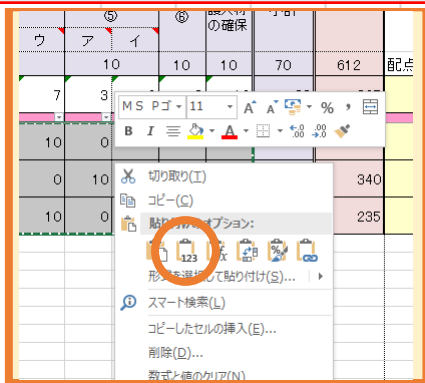 ⑤ ⑥ の確保
ウ ア イ
10 10 10 70 612 配点
7 3
MS Pゴ 11 A A % ,
B I A .00 .00
10 0
0 10 340
10 0 235
切り取り(T)
コピー(C)
貼り付けのオプション:
123 fx
形式を選択して貼り付け(S)...
スマート検索(L)
コピーしたセルの挿入(E)...
削除(D)...
数式と値のクリア(N)